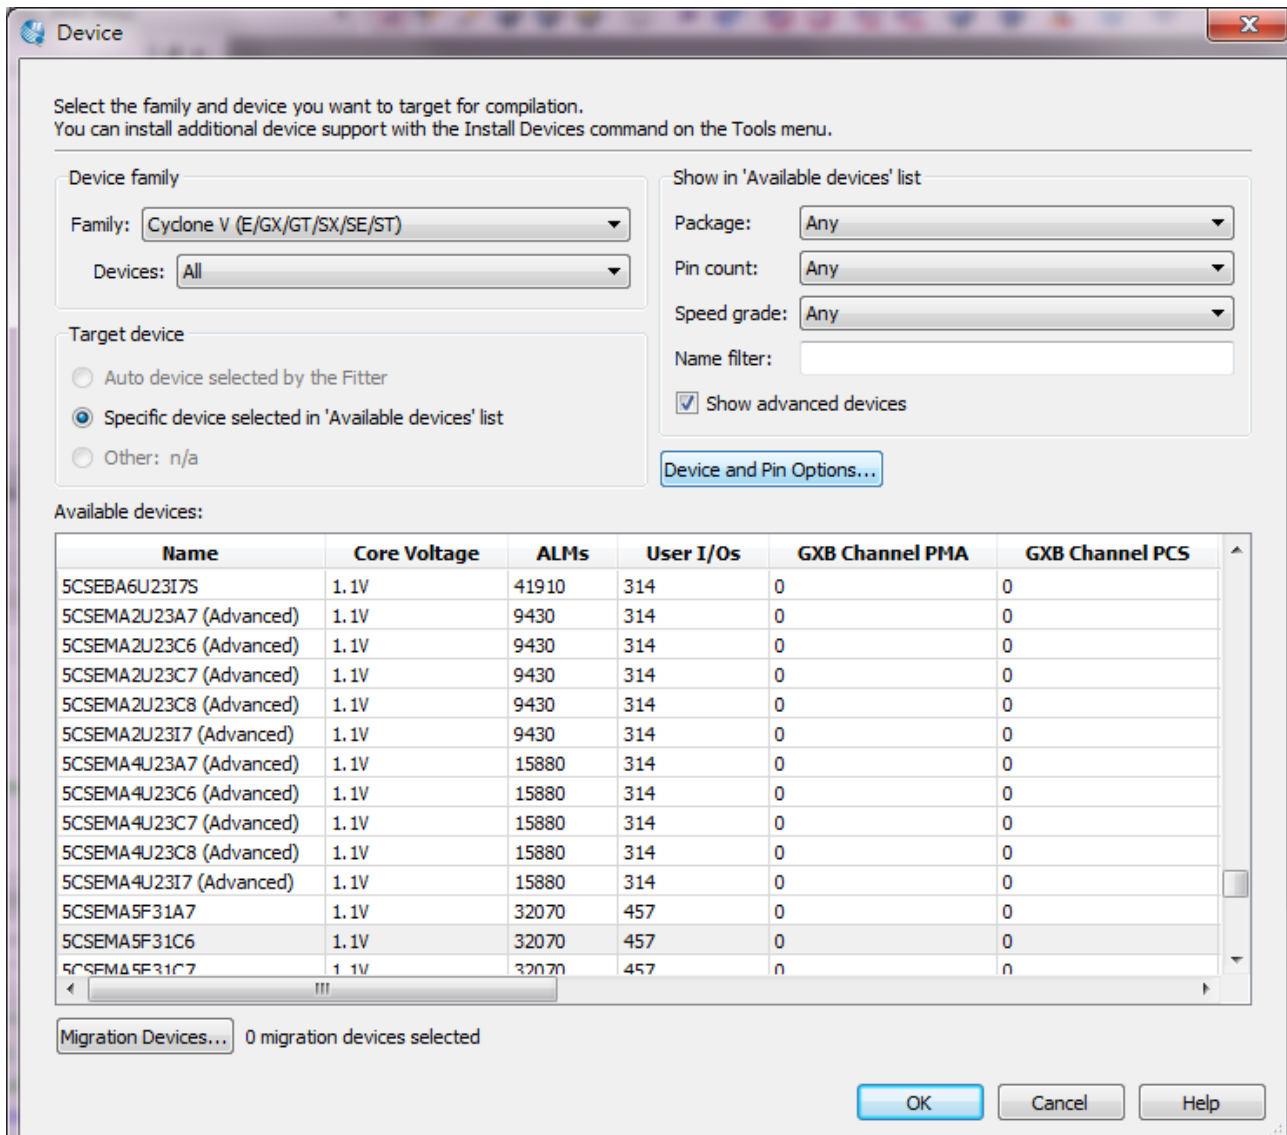 Device
Select the family and device you want to target for compilation.
You can install additional device support with the Install Devices command on the Tools menu.
Device family
Family: Cyclone V (E/GX/GT/SX/SE/ST)
Devices: All
Show in 'Available devices' list
Package: Any
Pin count: Any
Speed grade: Any
Name filter:
Show advanced devices
Target device
Auto device selected by the Fitter
Specific device selected in 'Available devices' list
Other: n/a
Device and Pin Options...
Available devices:
Name Core Voltage ALMs User I/Os GXB Channel PMA GXB Channel PCS
5CSEBA6U23I7S 1.1V 41910 314 0 0
5CSEMA2U23A7 (Advanced) 1.1V 9430 314 0 0
5CSEMA2U23C6 (Advanced) 1.1V 9430 314 0 0
5CSEMA2U23C7 (Advanced) 1.1V 9430 314 0 0
5CSEMA2U23C8 (Advanced) 1.1V 9430 314 0 0
5CSEMA2U23I7 (Advanced) 1.1V 9430 314 0 0
5CSEMA4U23A7 (Advanced) 1.1V 15880 314 0 0
5CSEMA4U23C6 (Advanced) 1.1V 15880 314 0 0
5CSEMA4U23C7 (Advanced) 1.1V 15880 314 0 0
5CSEMA4U23C8 (Advanced) 1.1V 15880 314 0 0
5CSEMA4U23I7 (Advanced) 1.1V 15880 314 0 0
5CSEMA5F31A7 1.1V 32070 457 0 0
5CSEMA5F31C6 1.1V 32070 457 0 0
5CSEMA5F31C7 1.1V 32070 457 0 0
Migration Devices... 0 migration devices selected
OK Cancel Help